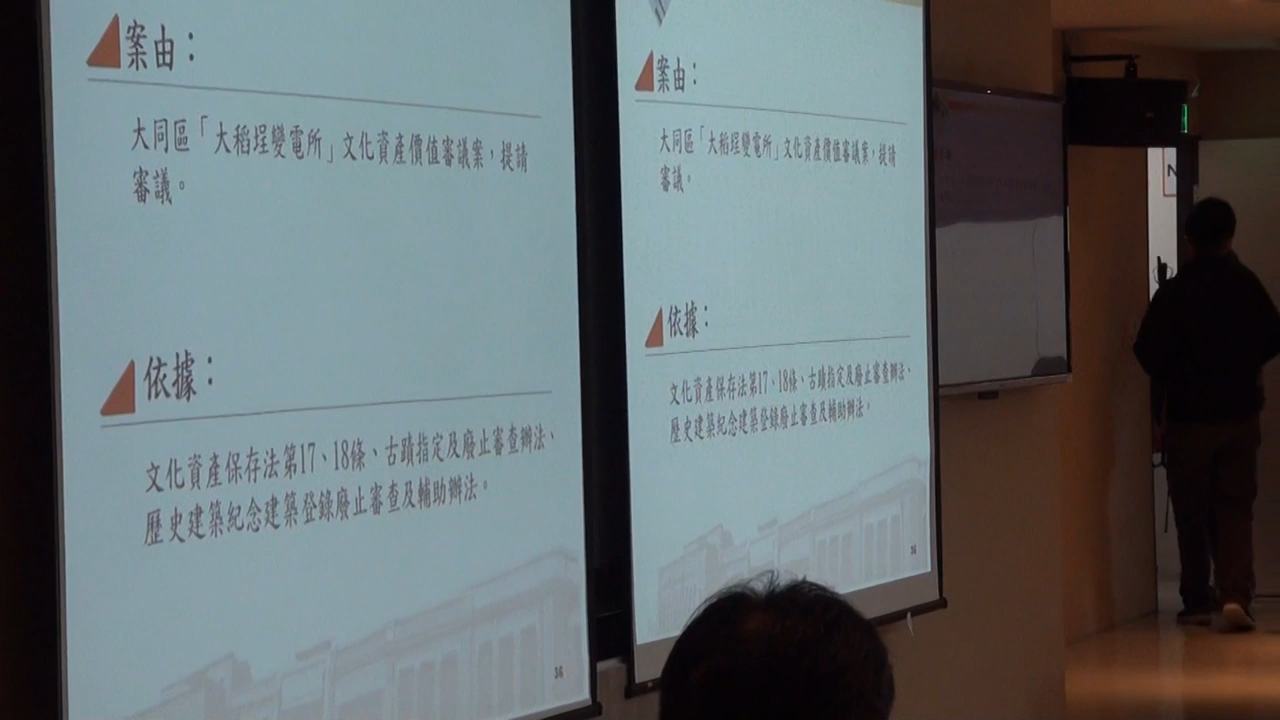 案由：
大同區「大稻埕變電所」文化資產價值審議案，提請
審議。
依據：
文化資產保存法第17、18條、古蹟指定及廢止審查辦法、
歷史建築紀念建築登錄廢止審查及輔助辦法。
36
案由：
大同區「大稻埕變電所」文化資產價值審議案，提請
審議。
依據：
文化資產保存法第17、18條、古蹟指定及廢止審查辦法、
歷史建築紀念建築登錄廢止審查及輔助辦法。
36
N